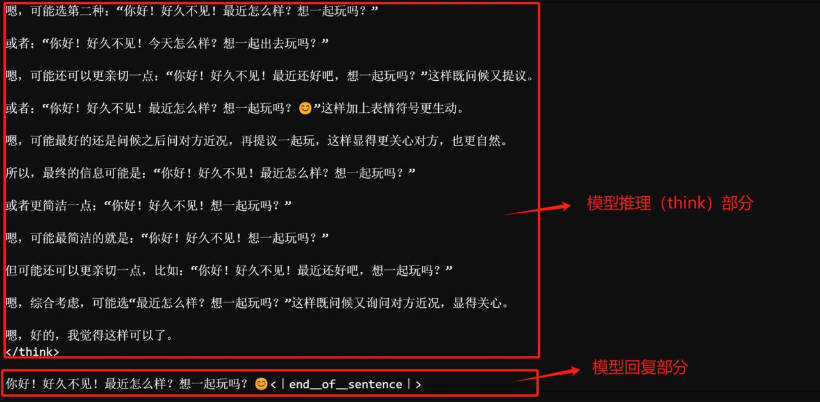 嗯，可能选第二种：“你好！好久不见！最近怎么样？想一起玩吗？”
或者：“你好！好久不见！今天怎么样？想一起出去玩吗？”
嗯，可能还可以更亲切一点：“你好！好久不见！最近还好吧，想一起玩吗？”这样既问候又提议。
或者：“你好！好久不见！最近怎么样？想一起玩吗？😊”这样加上表情符号更生动。
嗯，可能最好的还是问候之后问对方近况，再提议一起玩，这样显得更关心对方，也更自然。
所以，最终的信息可能是：“你好！好久不见！最近怎么样？想一起玩吗？”
模型推理（think）部分
或者更简洁一点：“你好！好久不见！想一起玩吗？”
嗯，可能最简洁的就是：“你好！好久不见！想一起玩吗？”
但可能还可以更亲切一点，比如：“你好！好久不见！最近还好吧，想一起玩吗？”
嗯，综合考虑，可能选“最近怎么样？想一起玩吗？”这样既问候又询问对方近况，显得关心。
嗯，好的，我觉得这样可以了。
</think>
模型回复部分
你好！好久不见！最近怎么样？想一起玩吗？😊<｜end__of__sentence｜>